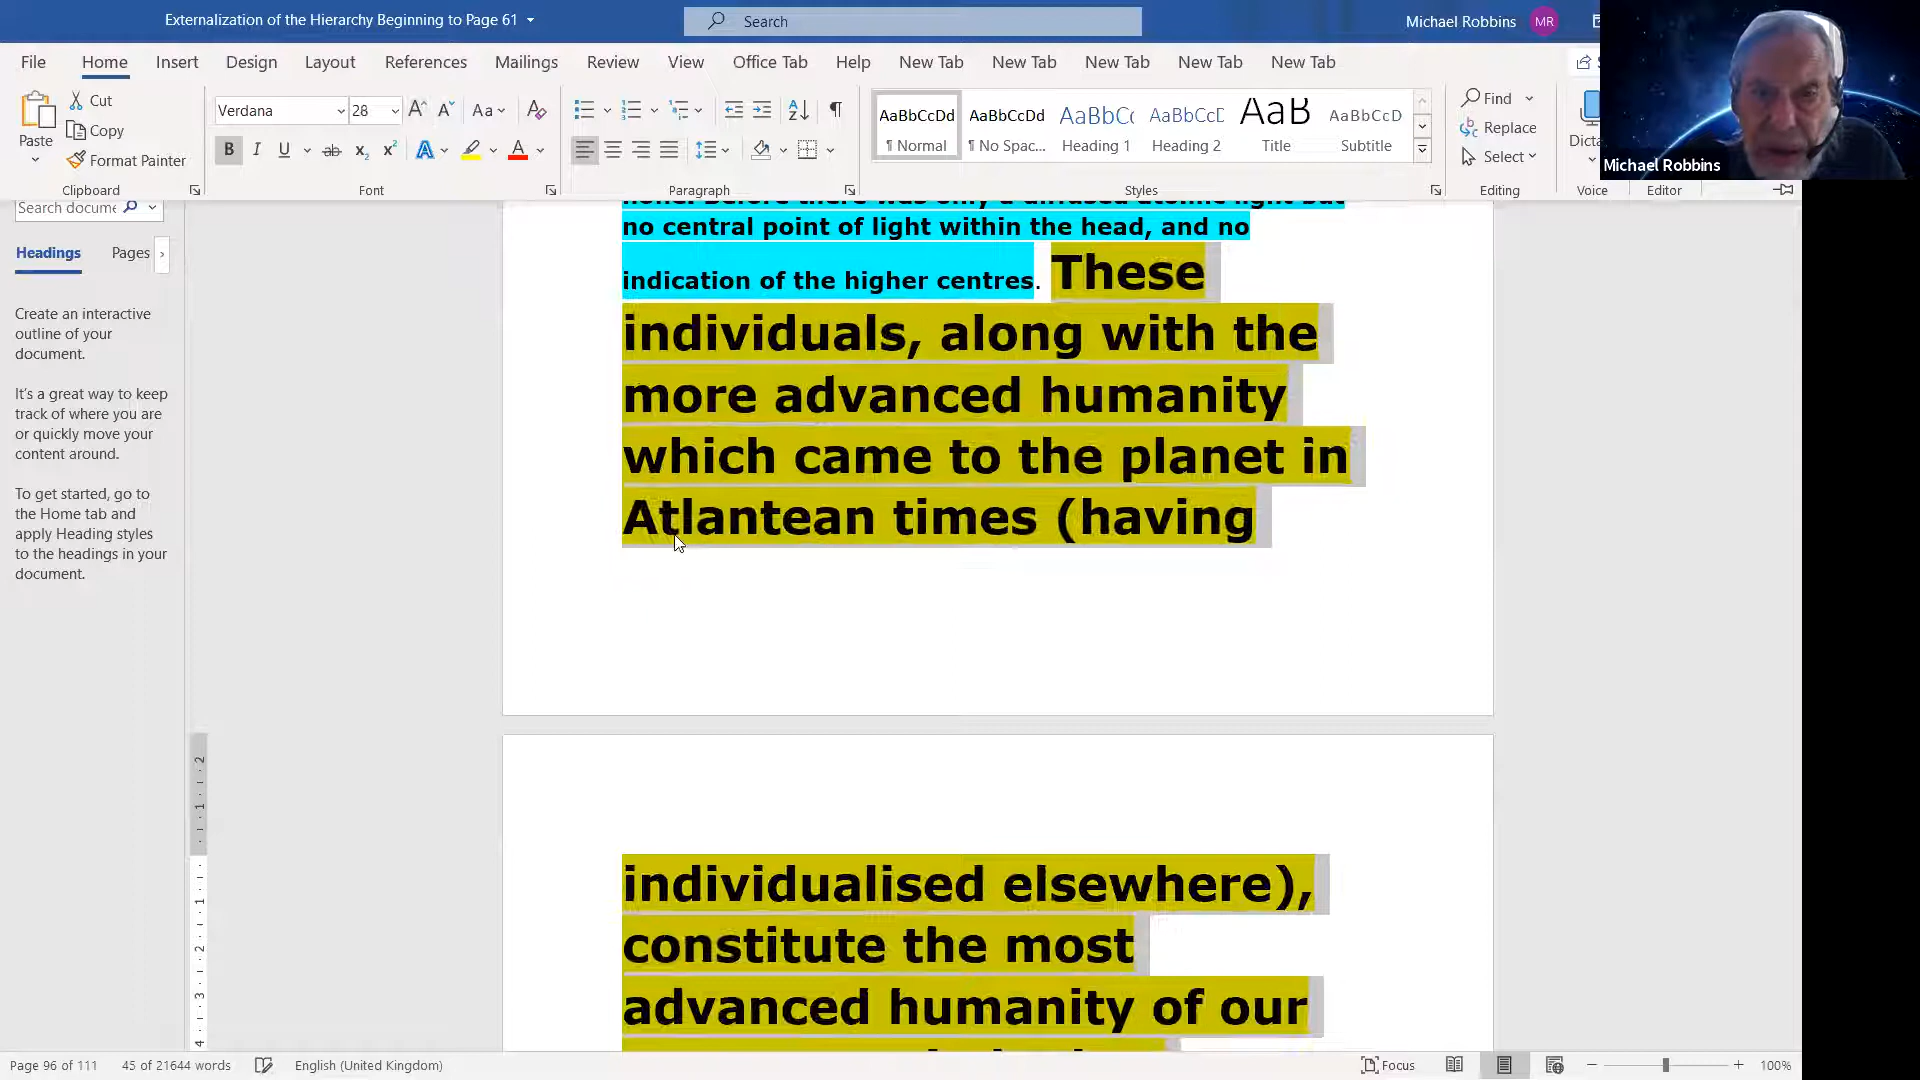 Externalization of the Hierarchy Beginning to Page 61
Search
Michael Robbins
MR
File
Home
Insert
Design
Layout
References
Mailings
Review
View
Office Tab
Help
New Tab
New Tab
New Tab
New Tab
New Tab
Paste
Cut
Copy
Format Painter
Clipboard
Verdana
28
Font
Paragraph
AaBbCcDd
¶ Normal
AaBbCcDd
¶ No Spac...
AaBbCc
Heading 1
AaBbCcD
Heading 2
AaB
Title
AaBbCcD
Subtitle
Styles
Find
Replace
Select
Editing
Dicta
Voice
Editor
Michael Robbins
Search docume
Headings
Pages
Create an interactive
outline of your
document.
It's a great way to keep
track of where you are
or quickly move your
content around.
To get started, go to
the Home tab and
apply Heading styles
to the headings in your
document.
there was only a diffused atomic light but
no central point of light within the head, and no
indication of the higher centres. These
individuals, along with the
more advanced humanity
which came to the planet in
Atlantean times (having
individualised elsewhere),
constitute the most
advanced humanity of our
Page 96 of 111
45 of 21644 words
English (United Kingdom)
Focus
100%